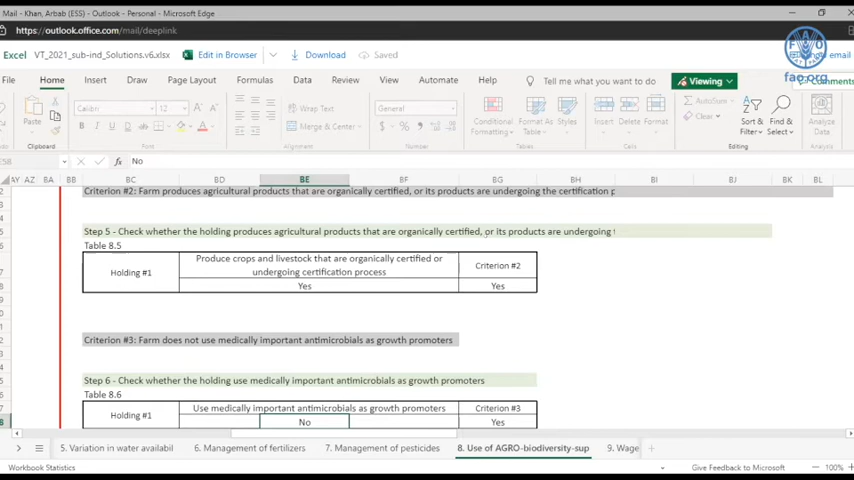 Mail - Khan, Arbab (ESS) - Outlook - Personal - Microsoft Edge
https://outlook.office.com/mail/deeplink
Excel VT_2021_sub-ind_Solutions.v6.xlsx Edit in Browser Download Saved email
FAO
fao.org
File Home Insert Draw Page Layout Formulas Data Review View Automate Help Tell me what you want to do Viewing Comments
Paste
Clipboard
Calibri 12
B I U
Font
Wrap Text
Merge & Center
Alignment
General
$ % ,
Number
Conditional Formatting
Format As Table
Tables
Insert Delete Format
Cells
AutoSum
Clear
Sort & Filter
Find & Select
Editing
Analyze Data
Analysis
E58 fx No
AY AZ BA BB BC BD BE BF BG BH BI BJ BK BL
Criterion #2: Farm produces agricultural products that are organically certified, or its products are undergoing the certification p
Step 5 - Check whether the holding produces agricultural products that are organically certified, or its products are undergoing
Table 8.5
Holding #1 Produce crops and livestock that are organically certified or undergoing certification process Criterion #2
Yes Yes
Criterion #3: Farm does not use medically important antimicrobials as growth promoters
Step 6 - Check whether the holding use medically important antimicrobials as growth promoters
Table 8.6
Holding #1 Use medically important antimicrobials as growth promoters Criterion #3
No Yes
5. Variation in water availabil 6. Management of fertilizers 7. Management of pesticides 8. Use of AGRO-biodiversity-sup 9. Wage
Workbook Statistics Give Feedback to Microsoft 100%